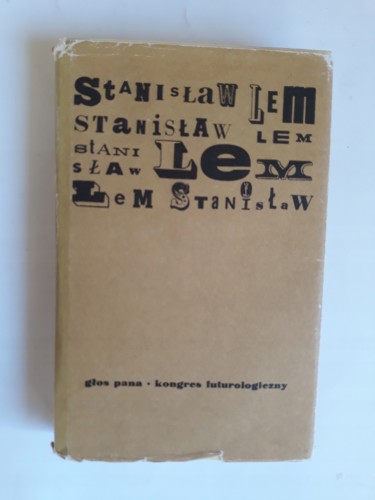 StaNisław LEM
StanisłAW LEM
StANI LeM
SŁAW
LeM StaniSław
głos pana • kongres futurologiczny